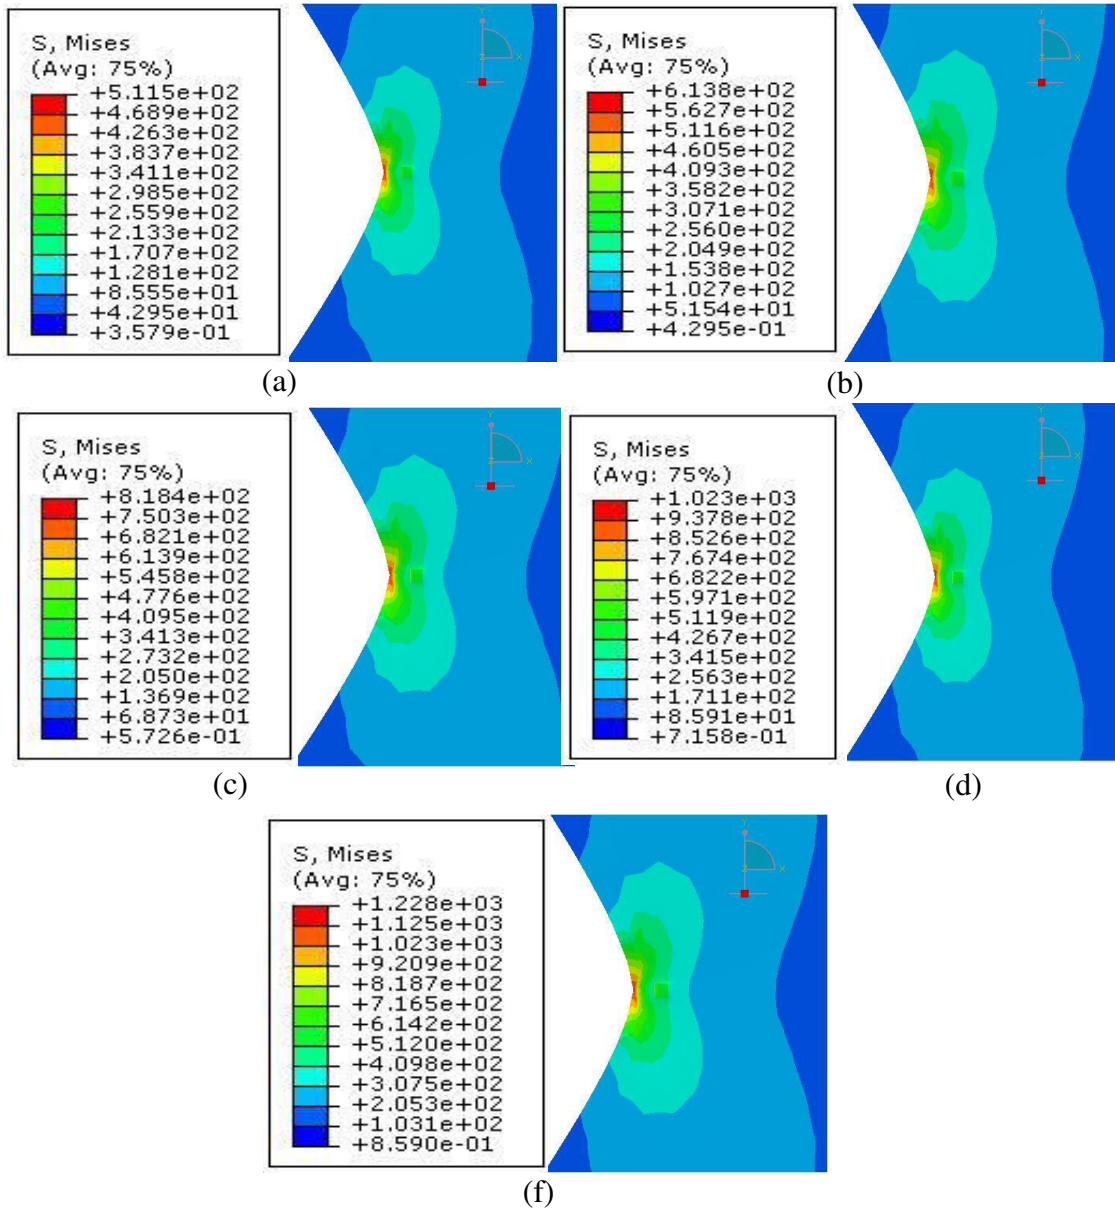 S, Mises
(Avg: 75%)
+5.115e+02
+4.689e+02
+4.263e+02
+3.837e+02
+3.411e+02
+2.985e+02
+2.559e+02
+2.133e+02
+1.707e+02
+1.281e+02
+8.555e+01
+4.295e+01
+3.579e-01
Y
Z
X
(a)
S, Mises
(Avg: 75%)
+6.138e+02
+5.627e+02
+5.116e+02
+4.605e+02
+4.093e+02
+3.582e+02
+3.071e+02
+2.560e+02
+2.049e+02
+1.538e+02
+1.027e+02
+5.154e+01
+4.295e-01
Y
Z
X
(b)
S, Mises
(Avg: 75%)
+8.184e+02
+7.503e+02
+6.821e+02
+6.139e+02
+5.458e+02
+4.776e+02
+4.095e+02
+3.413e+02
+2.732e+02
+2.050e+02
+1.369e+02
+6.873e+01
+5.726e-01
Y
Z
X
(c)
S, Mises
(Avg: 75%)
+1.023e+03
+9.378e+02
+8.526e+02
+7.674e+02
+6.822e+02
+5.971e+02
+5.119e+02
+4.267e+02
+3.415e+02
+2.563e+02
+1.711e+02
+8.591e+01
+7.158e-01
Y
Z
X
(d)
S, Mises
(Avg: 75%)
+1.228e+03
+1.125e+03
+1.023e+03
+9.209e+02
+8.187e+02
+7.165e+02
+6.142e+02
+5.120e+02
+4.098e+02
+3.075e+02
+2.053e+02
+1.031e+02
+8.590e-01
Y
Z
X
(f)